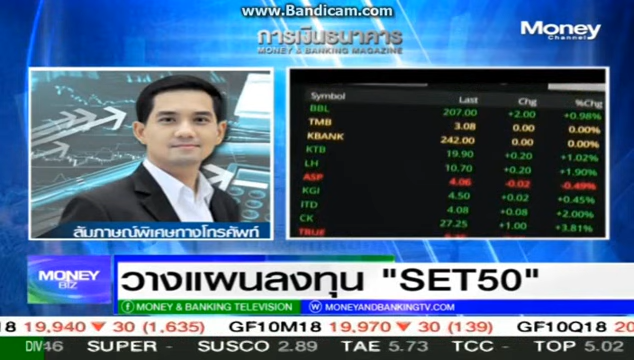 www.Bandicam.com
การเงินธนาคาร
MONEY & BANKING MAGAZINE
Money
Channel
Symbol Last Chg %Chg
BBL 207.00 +2.00 +0.98%
TMB 3.08 0.00 0.00%
KBANK 242.00 0.00 0.00%
KTB 19.90 +0.20 +1.02%
LH 10.70 +0.20 +1.90%
ASP 4.06 -0.02 -0.49%
KGI 4.50 +0.02 +0.45%
ITD 4.08 +0.08 +2.00%
CK 27.25 +1.00 +3.81%
TRUE
สัมภาษณ์พิเศษทางโทรศัพท์
MONEY
BIZ
วางแผนลงทุน "SET50"
f MONEY & BANKING TELEVISION W MONEYANDBANKINGTV.COM
18 19,940 ▼ 30 (1,635) GF10M18 19,970 ▼ 30 (139) GF10Q18 20
DIV 46 SUPER - SUSCO 2.89 TAE 5.73 TCC - TOP 5.02